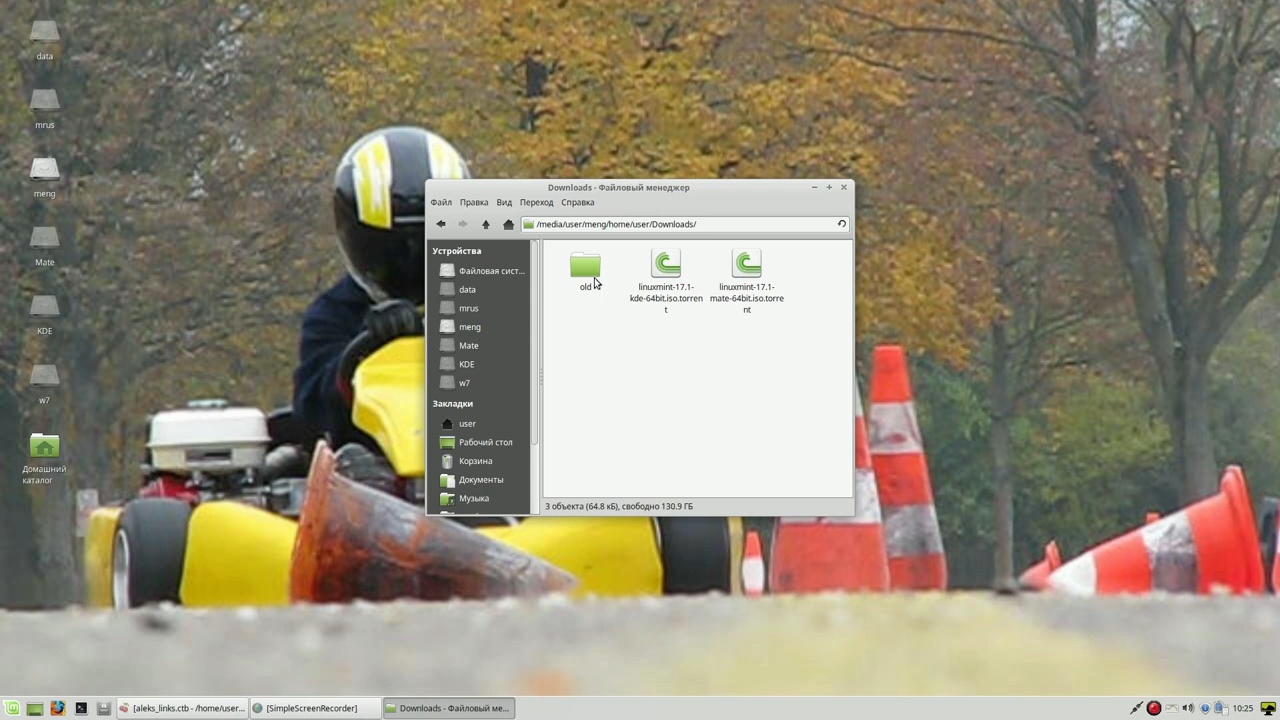 data
mrus
meng
Mate
KDE
w7
Домашний
каталог
Downloads - Файловый менеджер
Файл Правка Вид Переход Справка
/media/user/meng/home/user/Downloads/
Устройства
Файловая сист...
data
mrus
meng
Mate
KDE
w7
Закладки
user
Рабочий стол
Корзина
Документы
Музыка
old
linuxmint-17.1-
kde-64bit.iso.torren
t
linuxmint-17.1-
mate-64bit.iso.torre
nt
3 объекта (64.8 кБ), свободно 130.9 ГБ
[aleks_links.ctb - /home/user...
[SimpleScreenRecorder]
Downloads - Файловый ме...
10:25